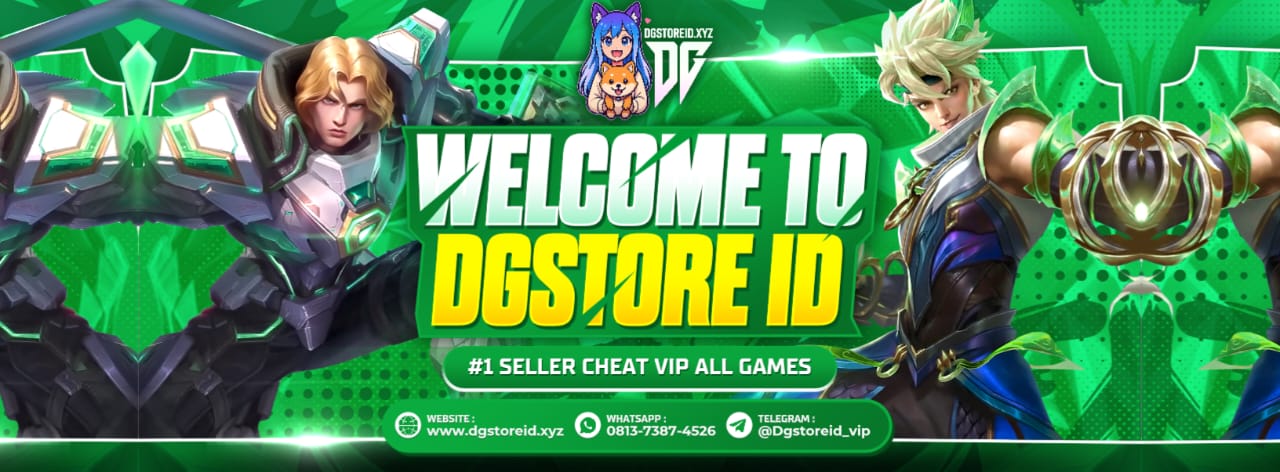 DGSTOREID.XYZ
DG
WELCOME TO
DGSTORE ID
#1 SELLER CHEAT VIP ALL GAMES
WEBSITE :
www.dgstoreid.xyz
WHATSAPP :
0813-7387-4526
TELEGRAM :
@Dgstoreid_vip